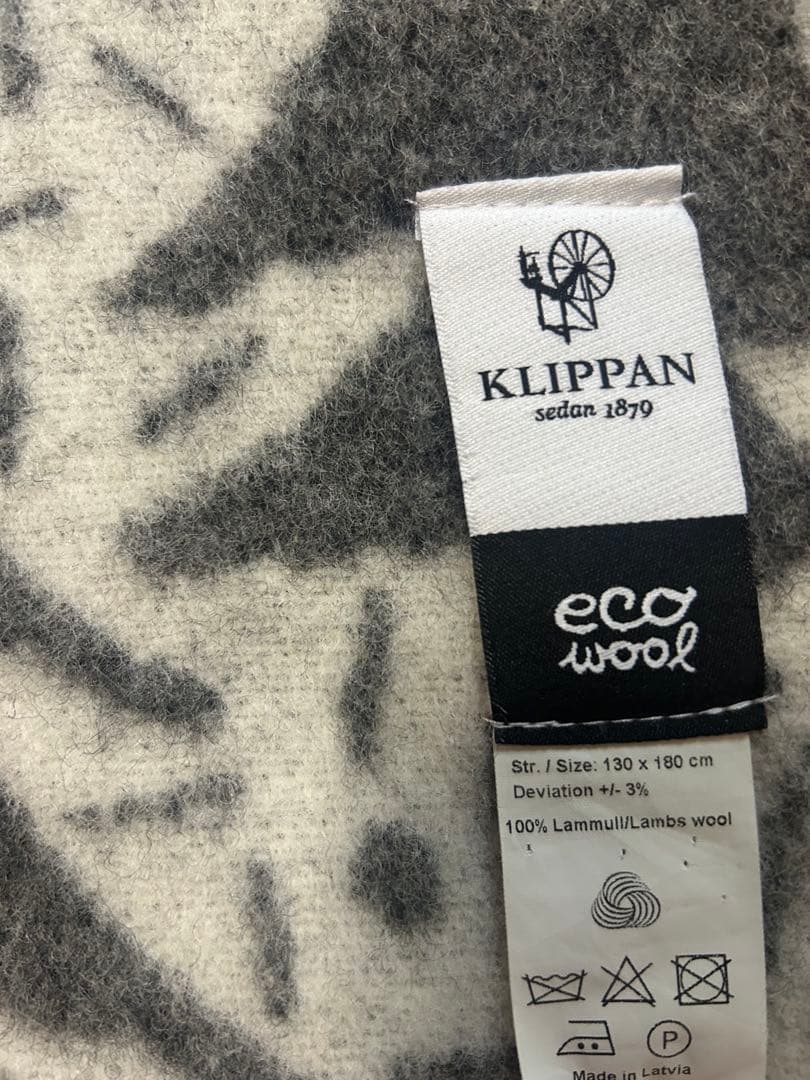 KLIPPAN
sedan 1879
eco
wool
Str. / Size: 130 x 180 cm
Deviation +/- 3%
100% Lammull/Lambs wool
P
Made in Latvia